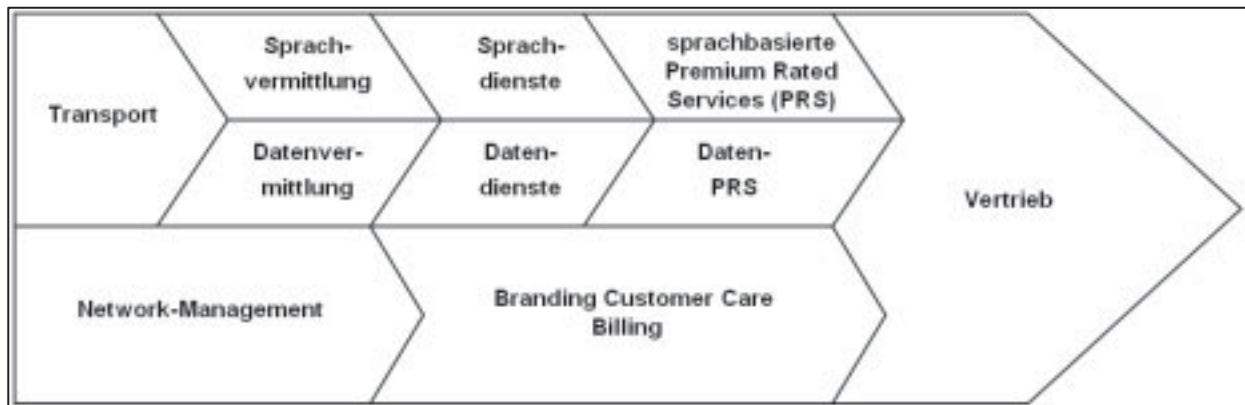 Transport
Sprach-
vermittlung
Sprach-
dienste
sprachbasierte
Premium Rated
Services (PRS)
Datenver-
mittlung
Daten-
dienste
Daten-
PRS
Vertrieb
Network-Management
Branding Customer Care
Billing